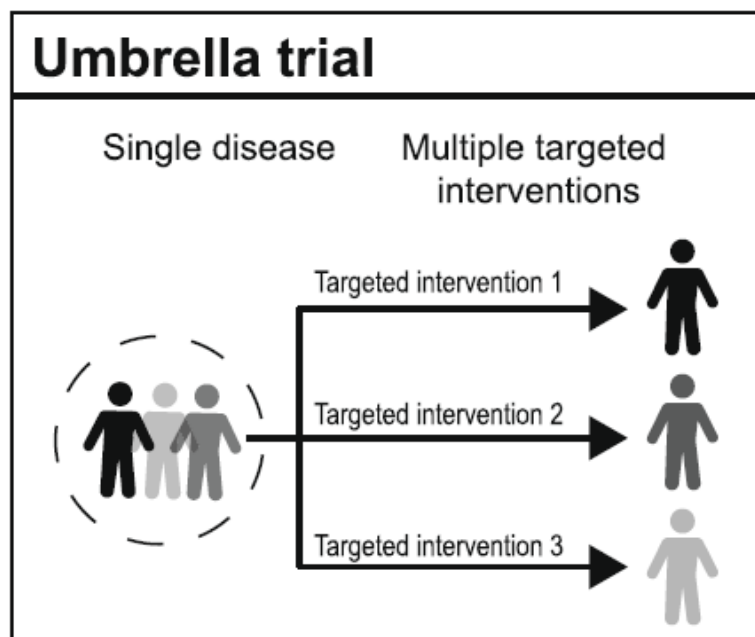 Umbrella trial
Single disease
Multiple targeted
interventions
Targeted intervention 1
Targeted intervention 2
Targeted intervention 3